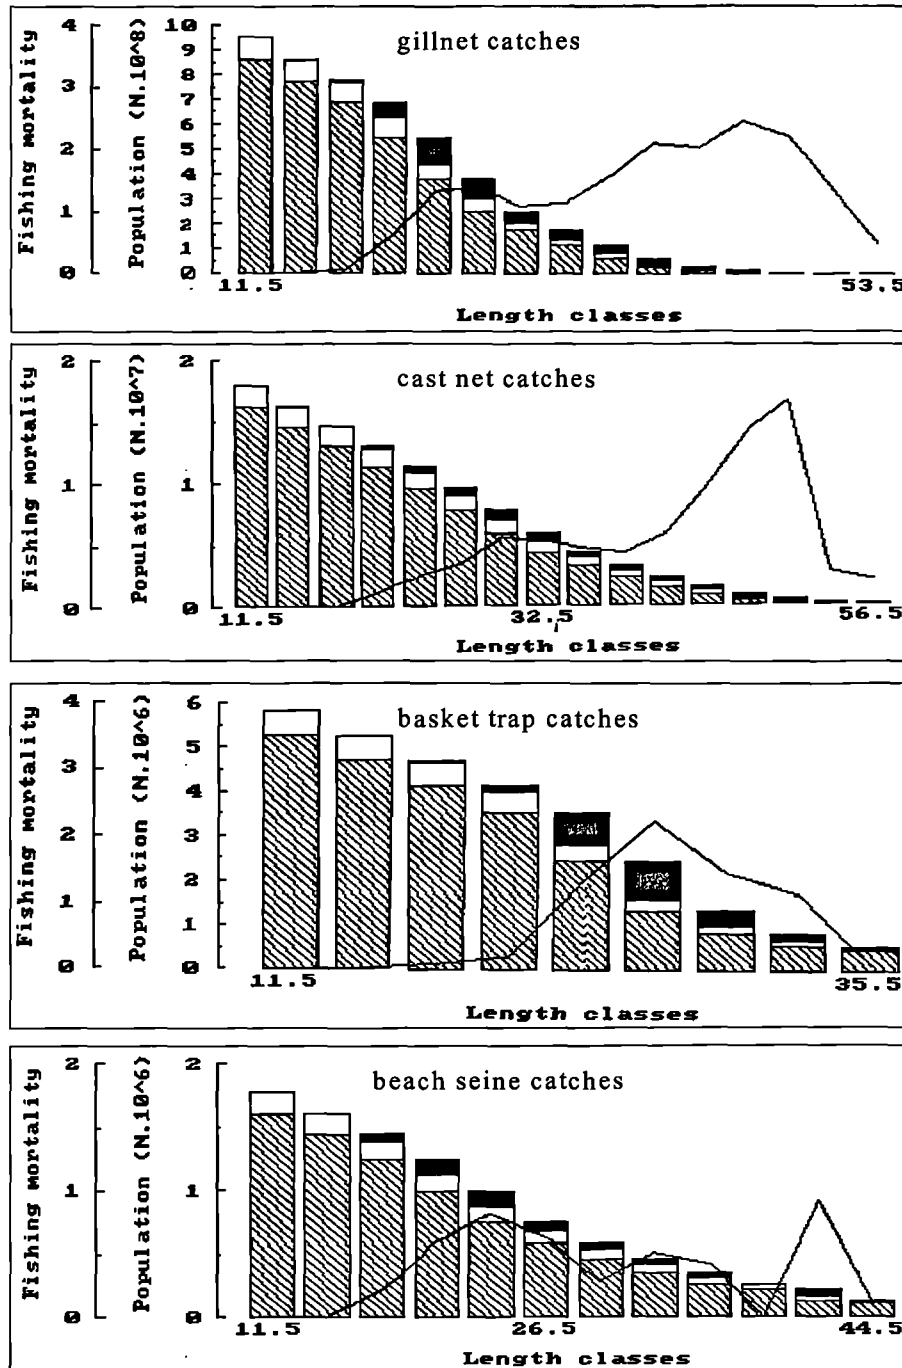 gillnet catches
Fishing mortality
4
3
2
1
0
Population (N.10^8)
10
9
8
7
6
5
4
3
2
1
0
11.5 53.5
Length classes
cast net catches
Fishing mortality
2
1
0
Population (N.10^7)
2
1
0
11.5 32.5 56.5
Length classes
basket trap catches
Fishing mortality
4
3
2
1
0
Population (N.10^6)
6
5
4
3
2
1
0
11.5 35.5
Length classes
beach seine catches
Fishing mortality
2
1
0
Population (N.10^6)
2
1
0
11.5 26.5 44.5
Length classes